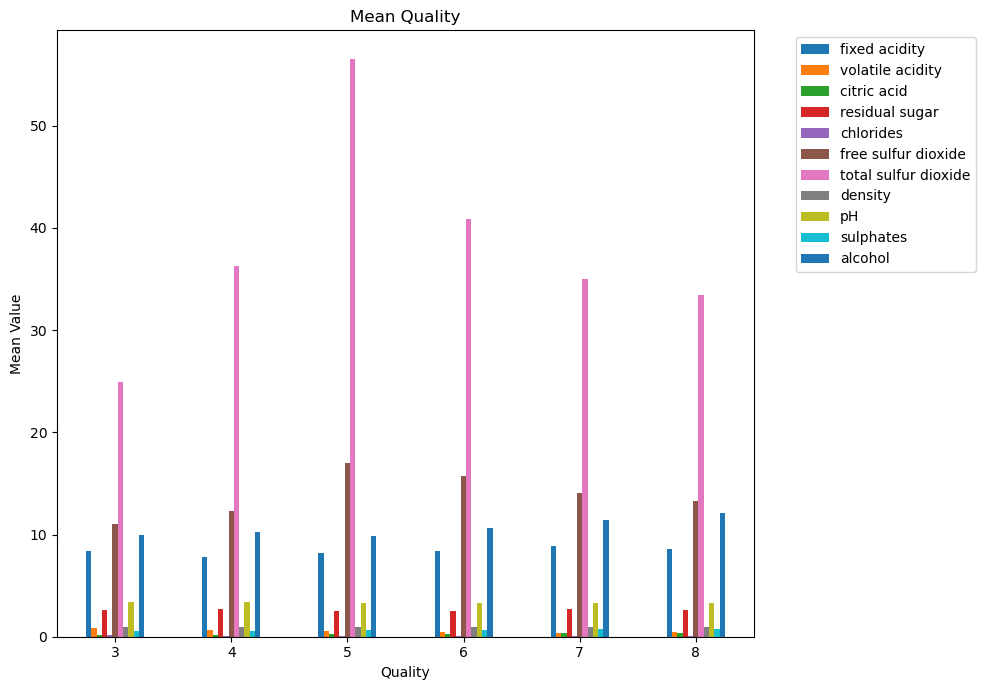 Mean Quality
fixed acidity
volatile acidity
citric acid
residual sugar
chlorides
free sulfur dioxide
total sulfur dioxide
density
pH
sulphates
alcohol
Mean Value
50
40
30
20
10
0
3 4 5 6 7 8
Quality